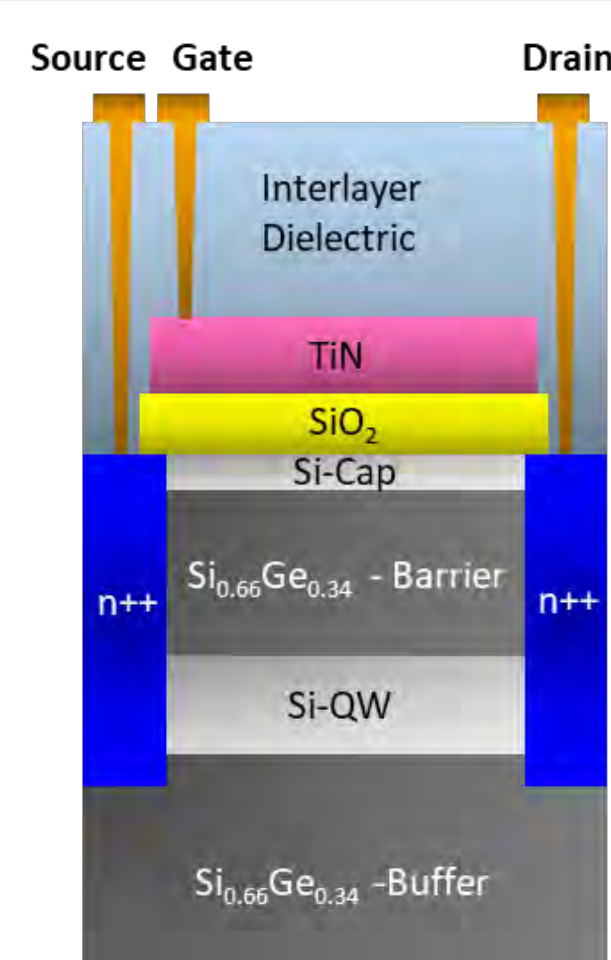 Source Gate Drain
Interlayer
Dielectric
TiN
SiO₂
Si-Cap
Si₀.₆₆Ge₀.₃₄ - Barrier
n++ n++
Si-QW
Si₀.₆₆Ge₀.₃₄ -Buffer